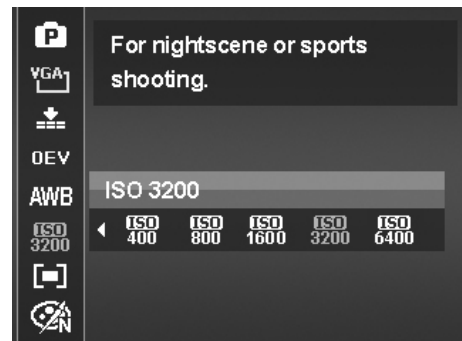 P
For nightscene or sports
shooting.
VGA
0EV
AWB
ISO 3200
ISO
3200
ISO
400
ISO
800
ISO
1600
ISO
3200
ISO
6400
N